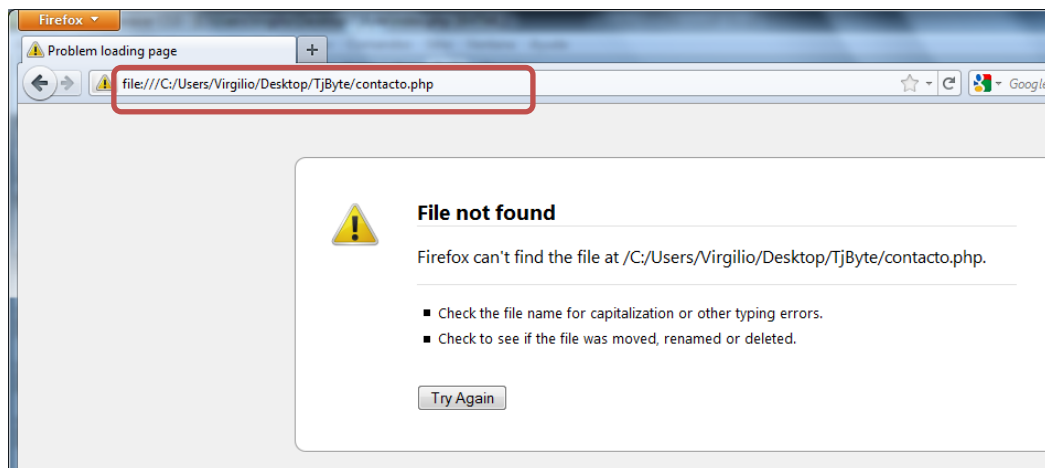 Firefox
Problem loading page
file:///C:/Users/Virgilio/Desktop/TjByte/contacto.php
Google
File not found
Firefox can't find the file at /C:/Users/Virgilio/Desktop/TjByte/contacto.php.
Check the file name for capitalization or other typing errors.
Check to see if the file was moved, renamed or deleted.
Try Again